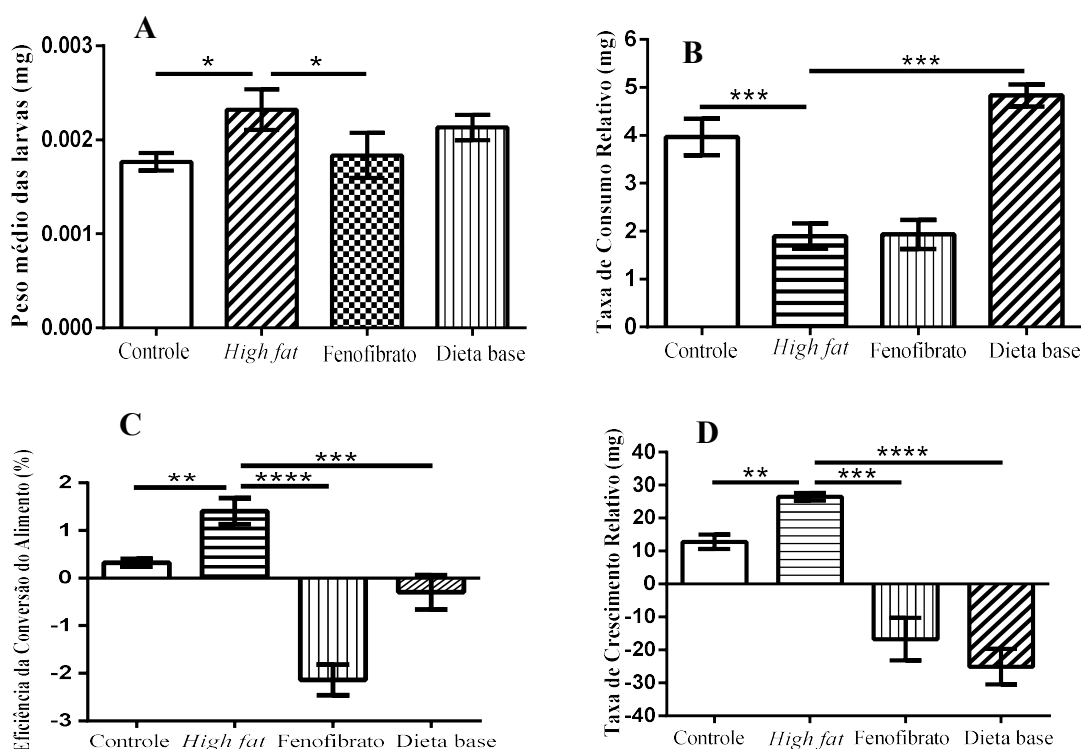 A
Peso médio das larvas (mg)
0.003
0.002
0.001
0.000
* *
Controle High fat Fenofibrato Dieta base
B
Taxa de Consumo Relativo (mg)
6
5
4
3
2
1
0
***
***
Controle High fat Fenofibrato Dieta base
C
Eficiência da Conversão do Alimento (%)
2
1
0
-1
-2
-3
***
** ****
Controle High fat Fenofibrato Dieta base
D
Taxa de Crescimento Relativo (mg)
40
30
20
10
0
-10
-20
-30
-40
****
** ***
Controle High fat Fenofibrato Dieta base